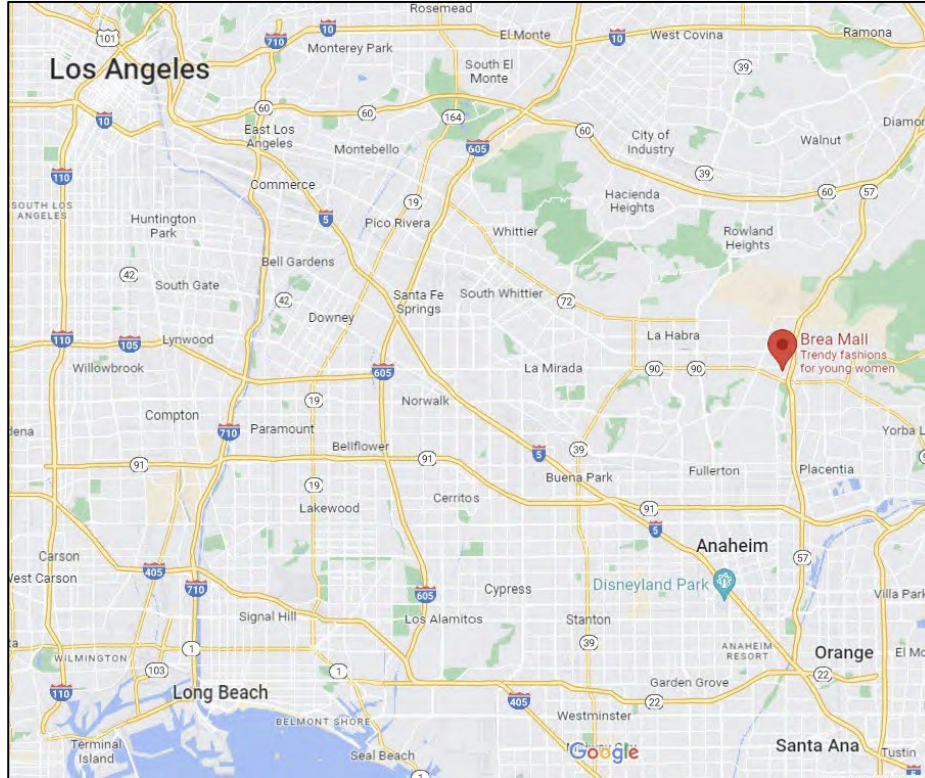 Rosemead
101
10
710
El Monte
10
West Covina
Ramona
Monterey Park
39
Los Angeles
South El
Monte
60
10
60
164
East Los
Angeles
60
City of
Industry
Walnut
Diamo
Montebello
605
110
39
Commerce
Hacienda
Heights
60
57
SOUTH LOS
ANGELES
19
5
Pico Rivera
Huntington
Park
Whittier
Rowland
Heights
Bell Gardens
42
South Gate
42
Santa Fe
Springs
South Whittier
72
Downey
110
105
Lynwood
La Habra
Brea Mall
Trendy fashions
for young women
Willowbrook
605
La Mirada
90
90
19
Norwalk
Compton
710
Paramount
dena
Bellflower
39
Yorba L
91
91
5
Buena Park
Fullerton
Placentia
19
Lakewood
Cerritos
91
5
Anaheim
57
Carson
405
West Carson
710
605
Cypress
Disneyland Park
Villa Park
Signal Hill
Los Alamitos
Stanton
39
ANAHEIM
RESORT
Orange
El Mo
1
WILMINGTON
103
1
22
110
Long Beach
Garden Grove
22
405
BELMONT SHORE
Westminster
Terminal
Island
Google
Santa Ana
Seal Beach
Tustin
1
5